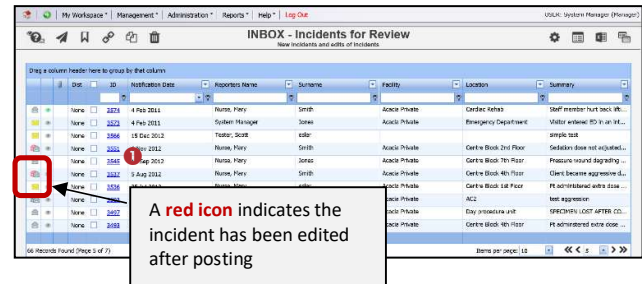 My Workspace Management Administration Reports Help Log Out USER: System Manager (Manager)
INBOX - Incidents for Review
New Incidents and edits of Incidents
Drag a column header here to group by that column
Dist ID Notification Date Reporters Name Surname Facility Location Summary
None 3574 4 Feb 2011 Nurse, Mary Smith Acacia Private Cardiac Rehab Staff member hurt back lifti...
None 3573 4 Feb 2011 System Manager Jones Acacia Private Emergency Department Visitor entered ED in an int...
None 3566 15 Dec 2012 Tester, Scott esler simple test
None 3551 Nov 2012 Nurse, Mary Smith Acacia Private Centre Block 2nd Floor Sedation dose not adjusted...
1
None 3545 Sep 2012 Nurse, Mary Jones Acacia Private Centre Block 7th Floor Pressure wound degrading ...
None 3537 5 Aug 2012 Nurse, Mary Smith Acacia Private Centre Block 4th Floor Client became aggressive d...
None 3536 Acacia Private Centre Block 1st Floor Pt administered extra dose ...
None Acacia Private AC2 test aggression
None 3497 Acacia Private Day procedure unit SPECIMEN LOST AFTER CO...
None 3493 Acacia Private Centre Block 4th Floor Pt administered extra dose ...
A red icon indicates the
incident has been edited
after posting
66 Records Found (Page 5 of 7) Items per page: 10 5